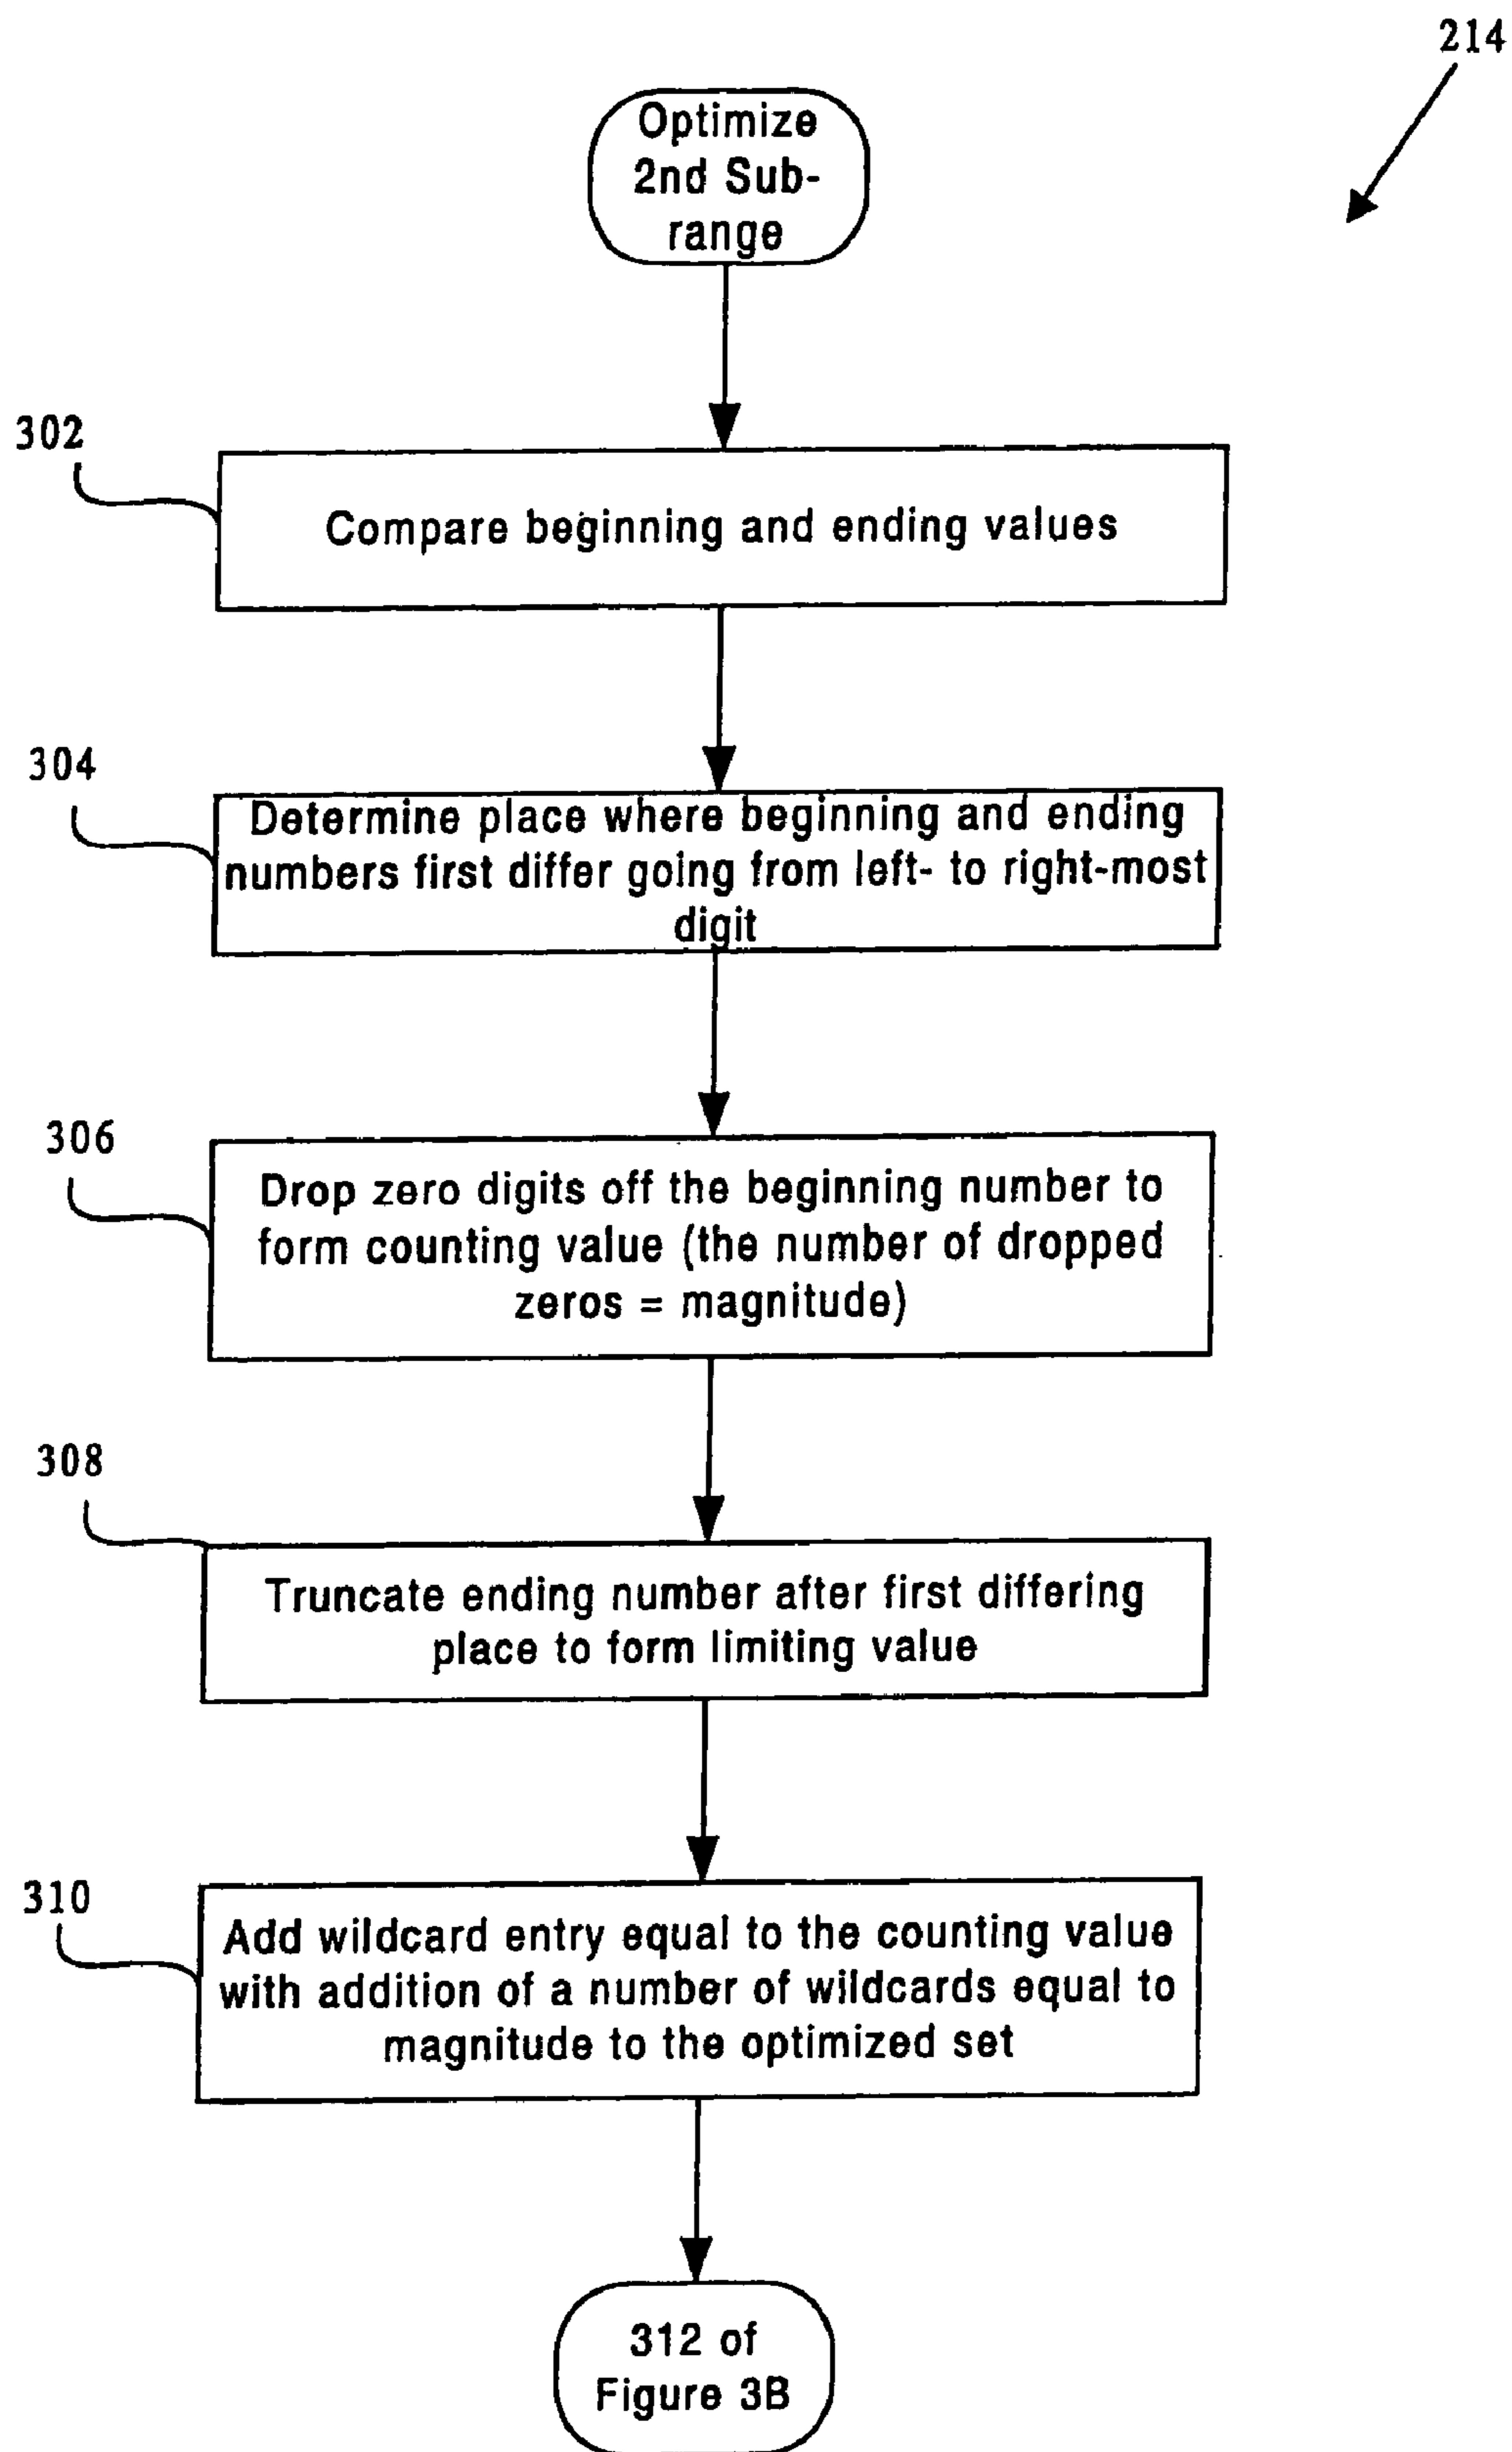 214
Optimize
2nd Sub-
range
302
Compare beginning and ending values
304
Determine place where beginning and ending
numbers first differ going from left- to right-most
digit
306
Drop zero digits off the beginning number to
form counting value (the number of dropped
zeros = magnitude)
308
Truncate ending number after first differing
place to form limiting value
310
Add wildcard entry equal to the counting value
with addition of a number of wildcards equal to
magnitude to the optimized set
312 of
Figure 3B